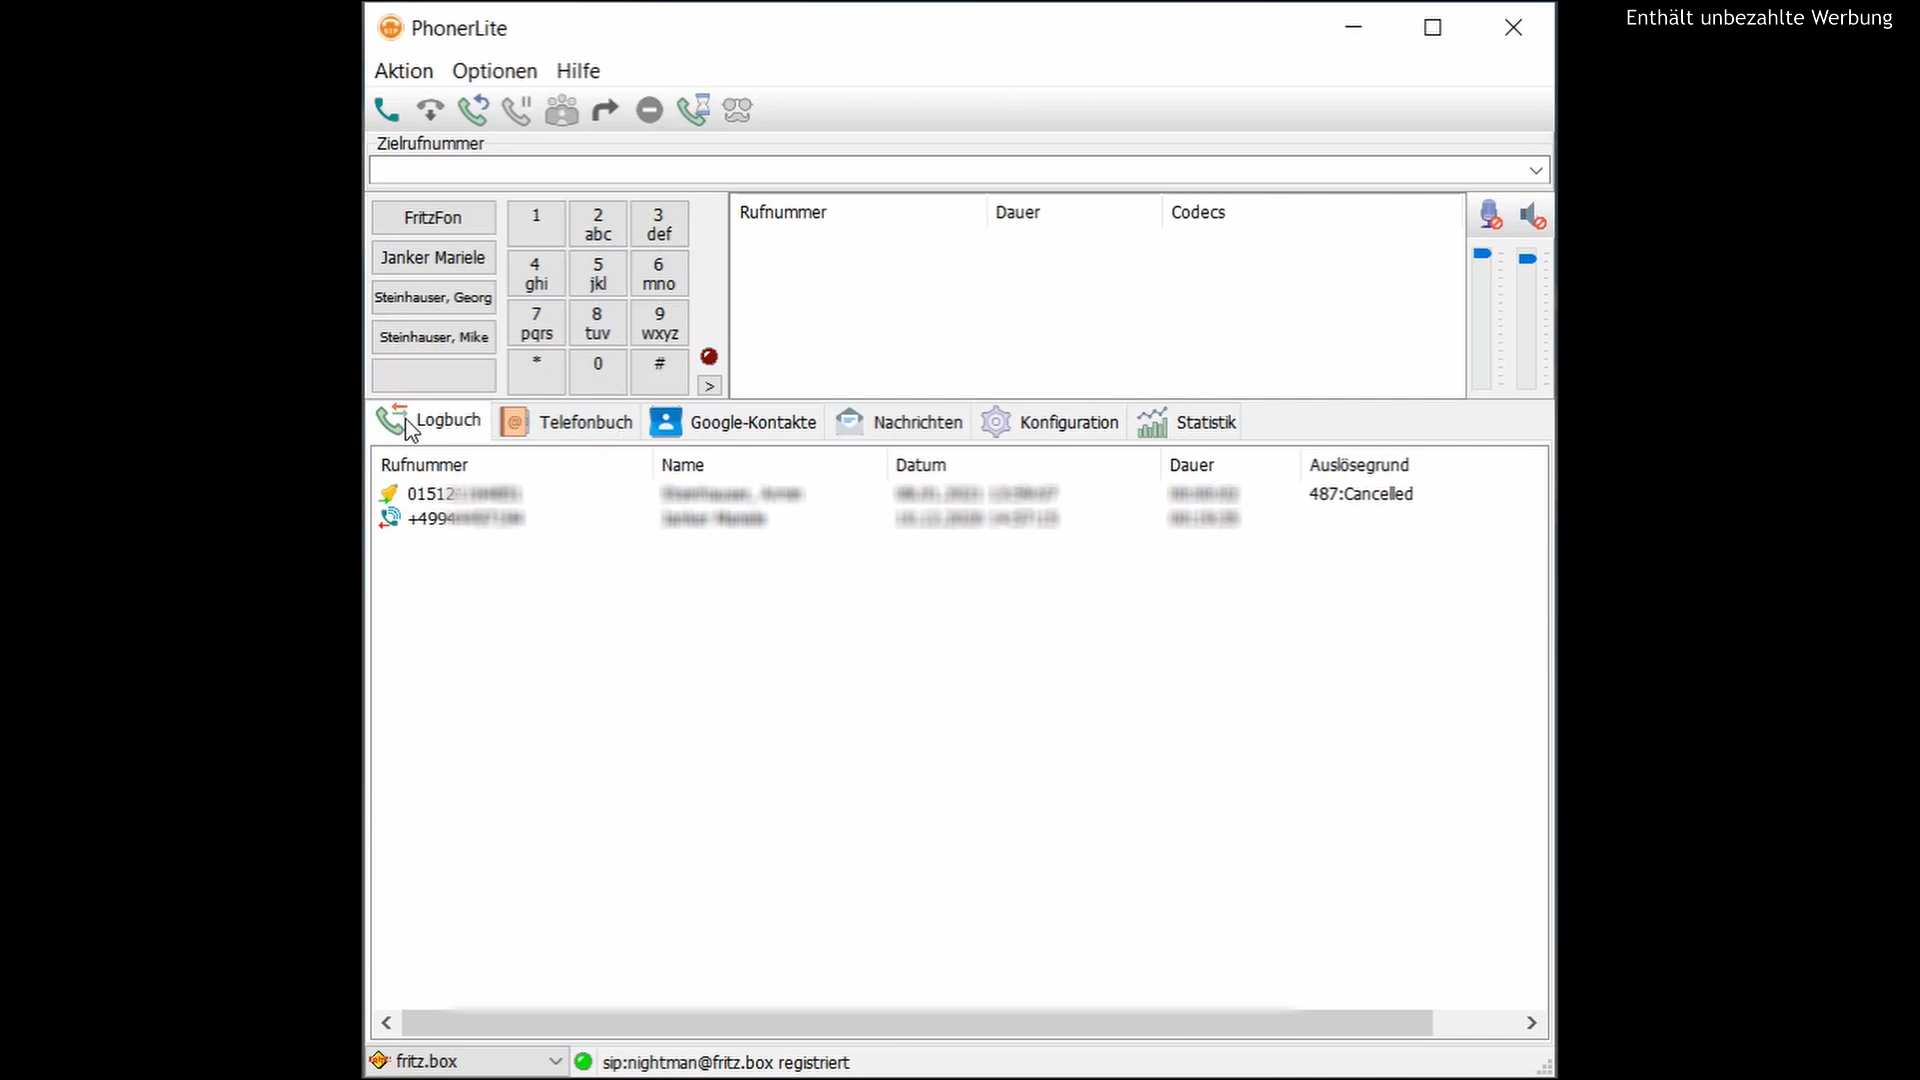 Enthält unbezahlte Werbung
PhonerLite
Aktion Optionen Hilfe
Zielrufnummer
FritzFon
Janker Mariele
Steinhauser, Georg
Steinhauser, Mike
1 2 abc 3 def
4 ghi 5 jkl 6 mno
7 pqrs 8 tuv 9 wxyz
* 0 #
>
Rufnummer Dauer Codecs
Logbuch Telefonbuch Google-Kontakte Nachrichten Konfiguration Statistik
Rufnummer Name Datum Dauer Auslösegrund
01512 487:Cancelled
+499
fritz.box sip:nightman@fritz.box registriert